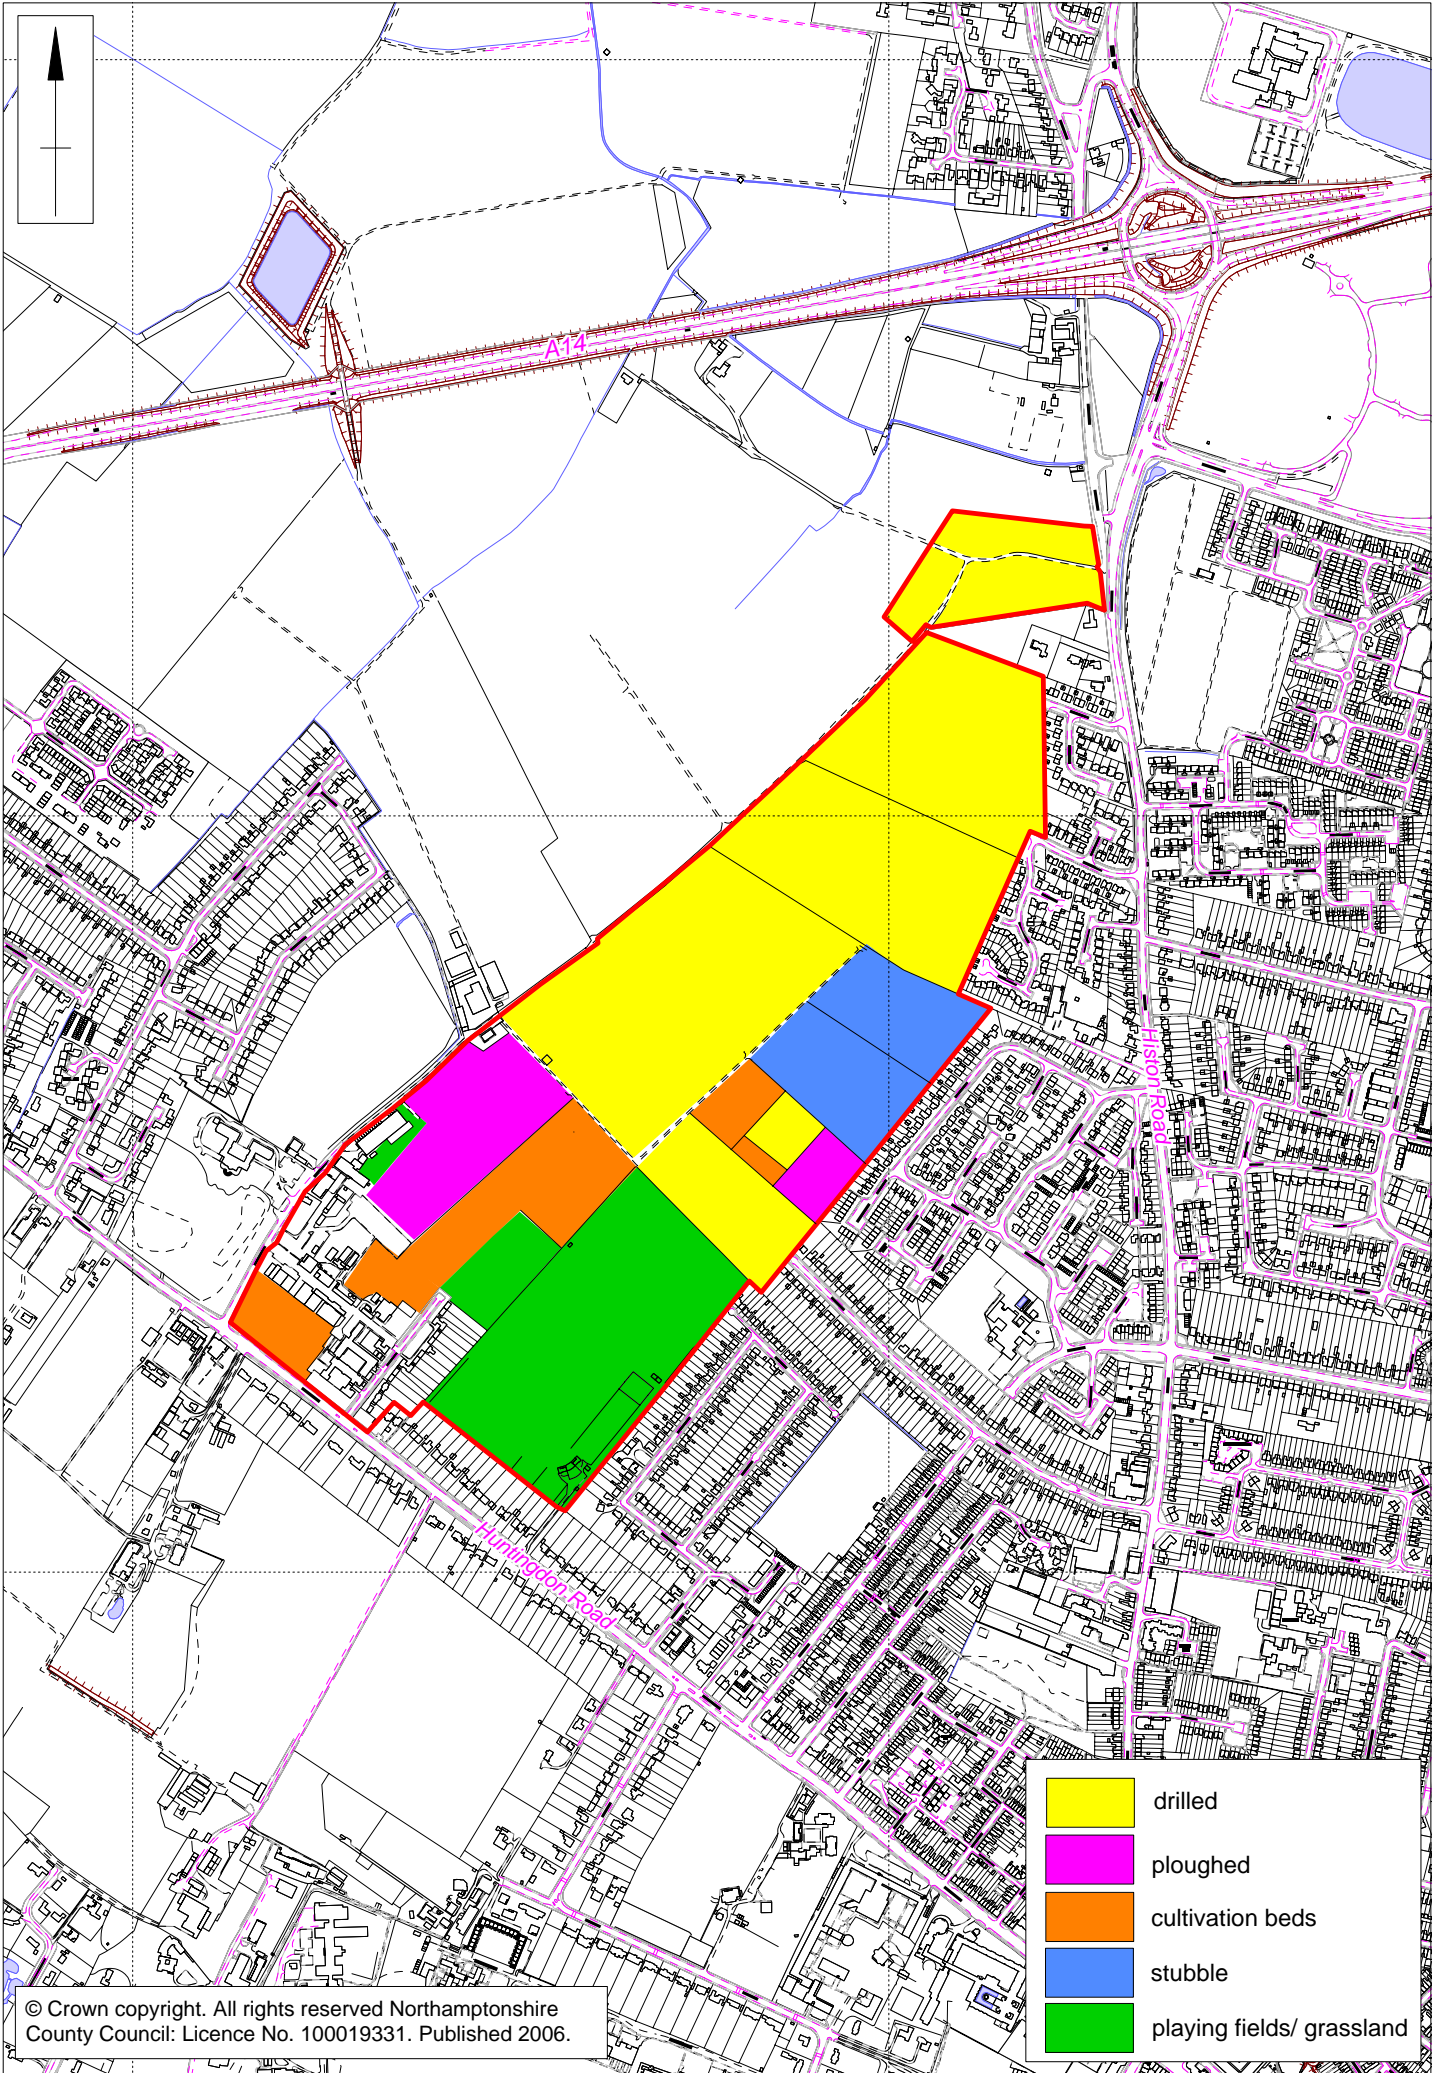 A14
Histon Road
Huntingdon Road
drilled
ploughed
cultivation beds
stubble
playing fields/ grassland
© Crown copyright. All rights reserved Northamptonshire
County Council: Licence No. 100019331. Published 2006.